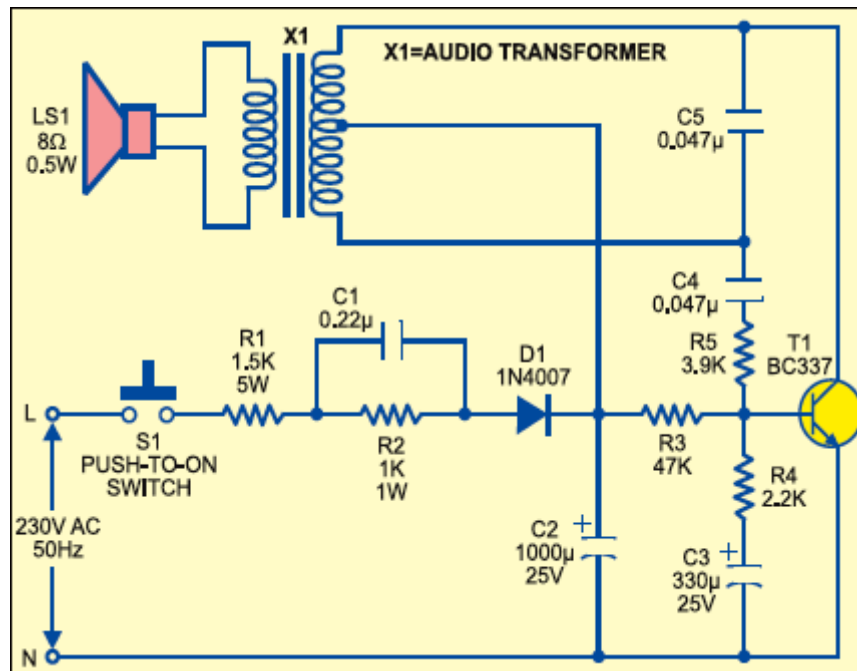 X1
X1=AUDIO TRANSFORMER
LS1
8Ω
0.5W
C5
0.047µ
C1
0.22µ
C4
0.047µ
R1
1.5K
5W
D1
1N4007
R5
3.9K
T1
BC337
L
S1
PUSH-TO-ON
SWITCH
R2
1K
1W
R3
47K
R4
2.2K
230V AC
50Hz
C2
1000µ
25V
+
C3
330µ
25V
+
N